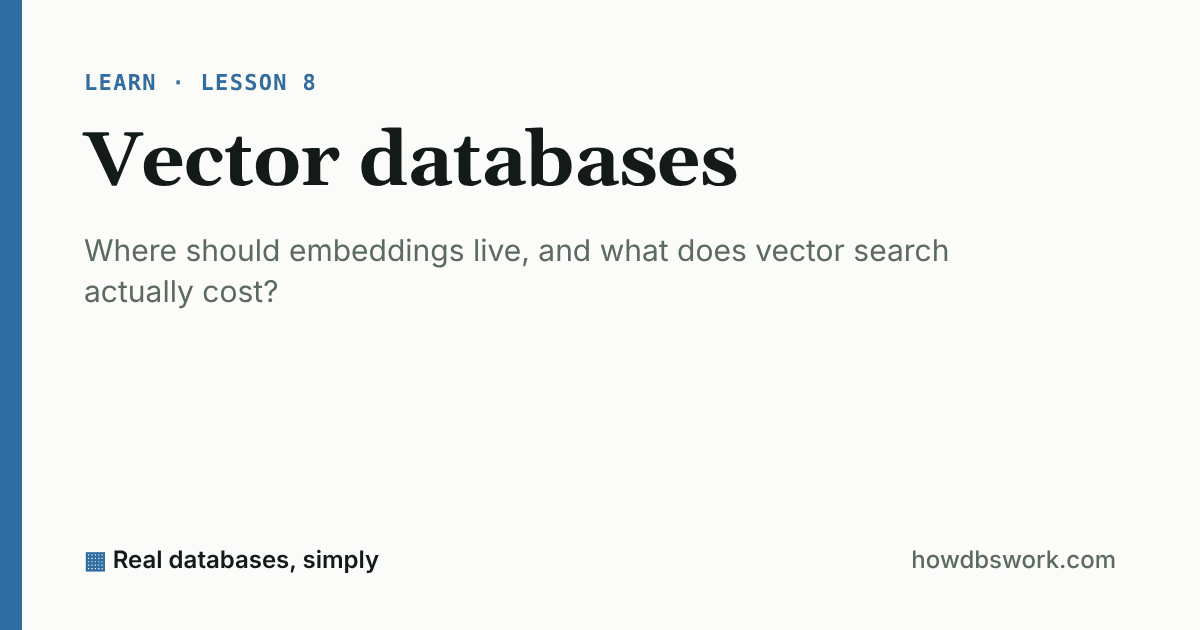 LEARN · LESSON 8
Vector databases
Where should embeddings live, and what does vector search
actually cost?
▦ Real databases, simply
howdbswork.com